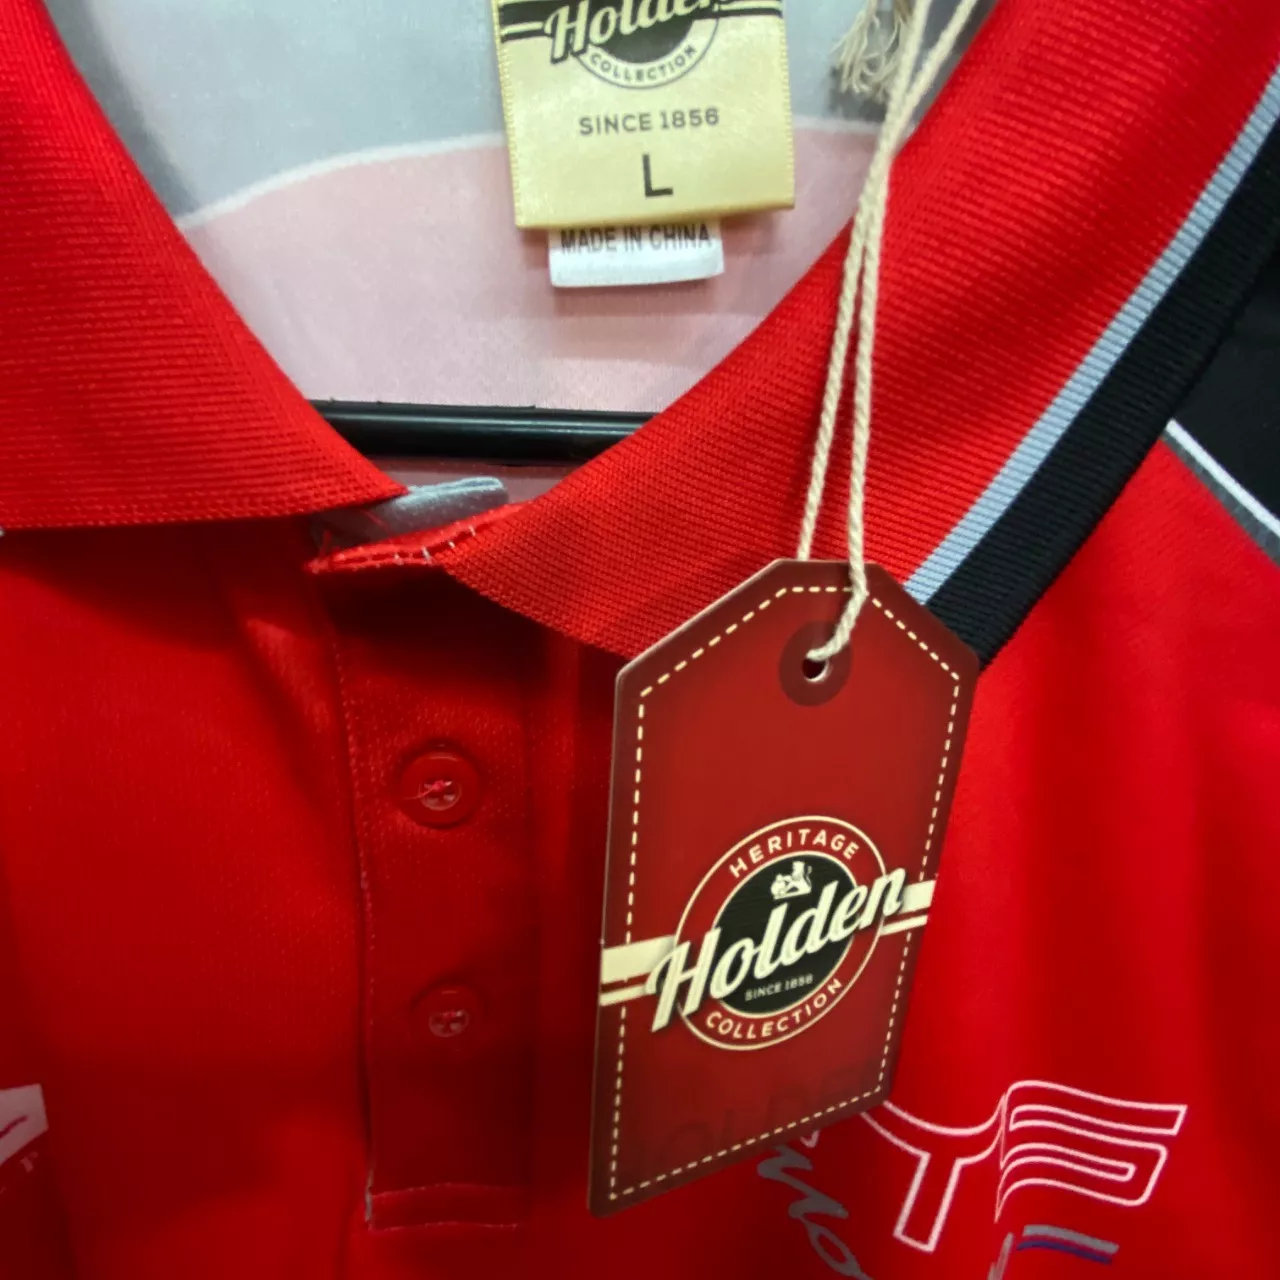 Holden
COLLECTION
SINCE 1856
L
MADE IN CHINA
HERITAGE
Holden
SINCE 1856
COLLECTION